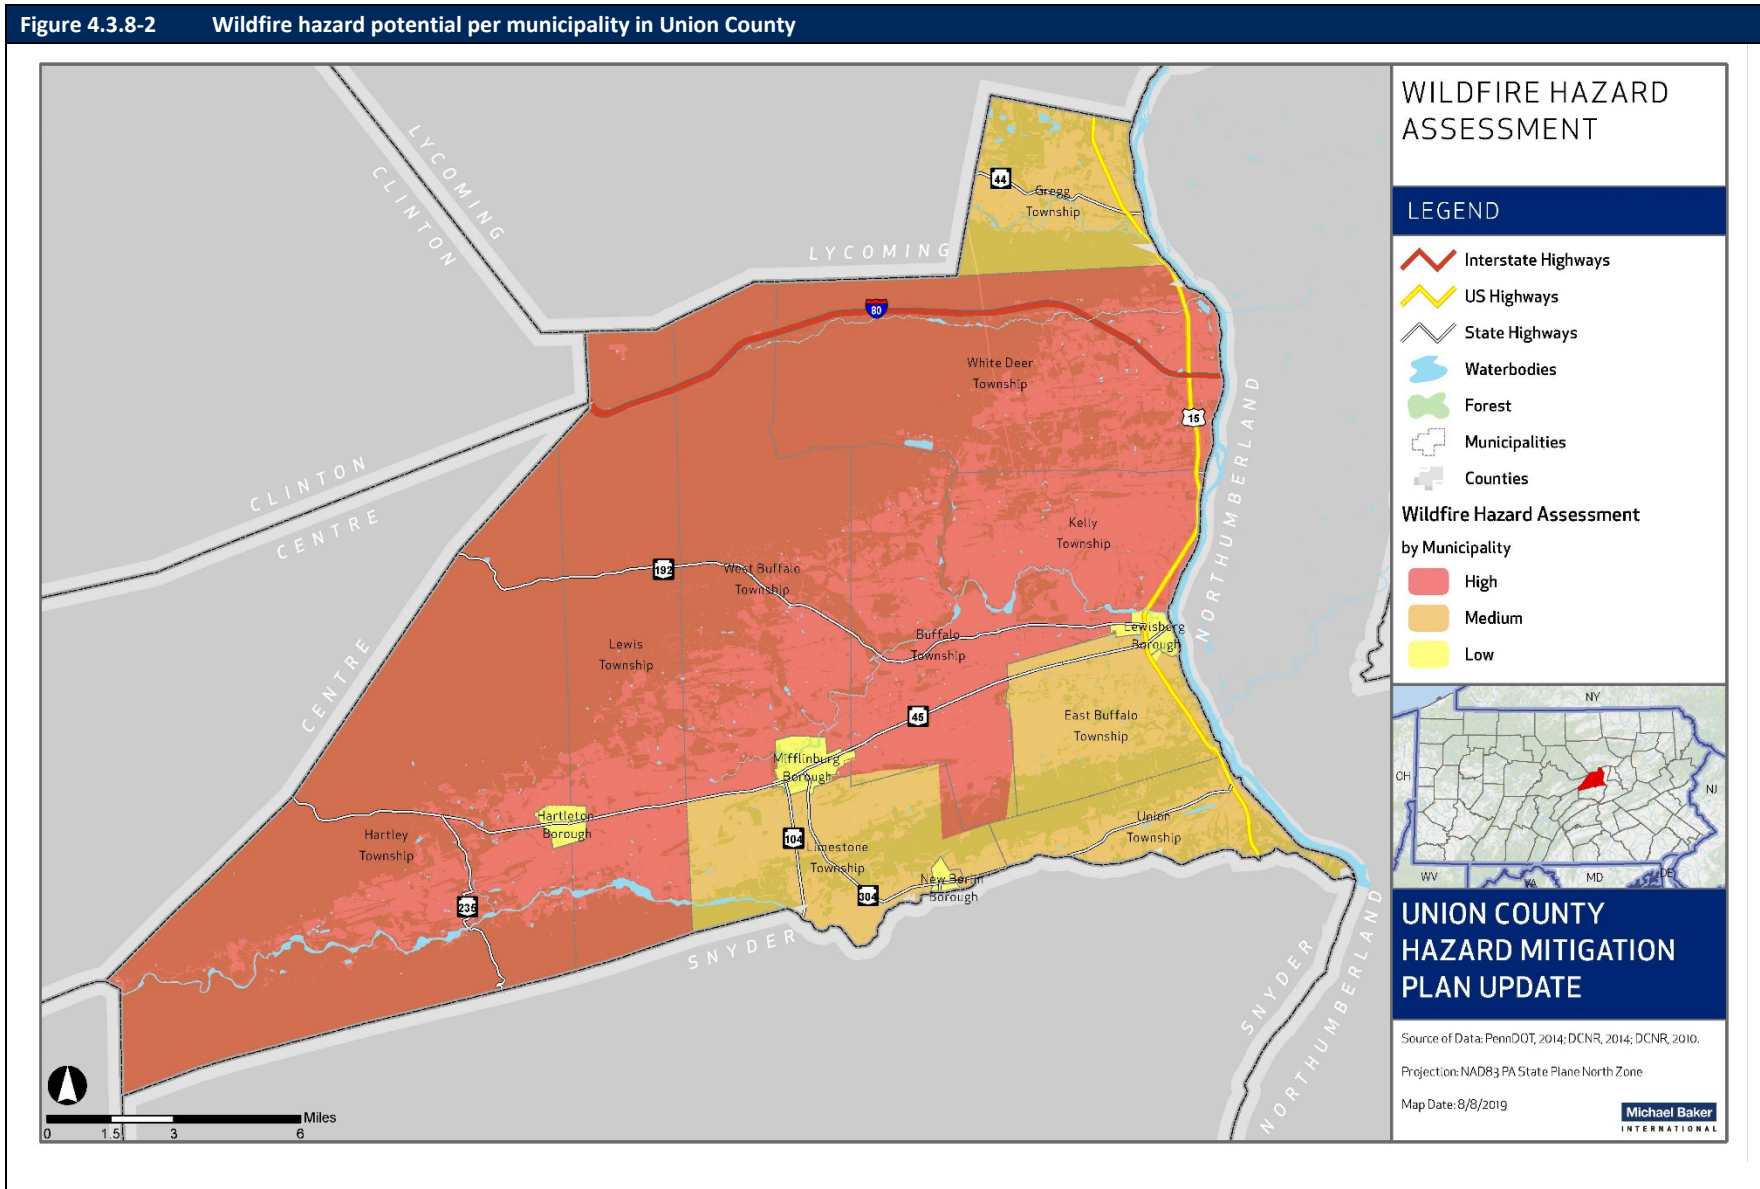 Figure 4.3.8-2 Wildfire hazard potential per municipality in Union County
WILDFIRE HAZARD
ASSESSMENT
LEGEND
Interstate Highways
US Highways
State Highways
Waterbodies
Forest
Municipalities
Counties
Wildfire Hazard Assessment
by Municipality
High
Medium
Low
NY
OH
NJ
WV
VA
MD
DE
UNION COUNTY
HAZARD MITIGATION
PLAN UPDATE
Source of Data: PennDOT, 2014; DCNR, 2014; DCNR, 2010.
Projection: NAD83 PA State Plane North Zone
Map Date: 8/8/2019
Michael Baker
INTERNATIONAL
LYCOMING
CLINTON
LYCOMING
44
Gregg
Township
80
White Deer
Township
15
NORTHUMBERLAND
CLINTON
CENTRE
Kelly
Township
192
West Buffalo
Township
Lewisberg
Borough
Buffalo
Township
Lewis
Township
CENTRE
45
East Buffalo
Township
Mifflinburg
Borough
Hartleton
Borough
Hartley
Township
104
Limestone
Township
Union
Township
304
New Berlin
Borough
235
SNYDER
SNYDER
NORTHUMBERLAND
Miles
0 1.5 3 6